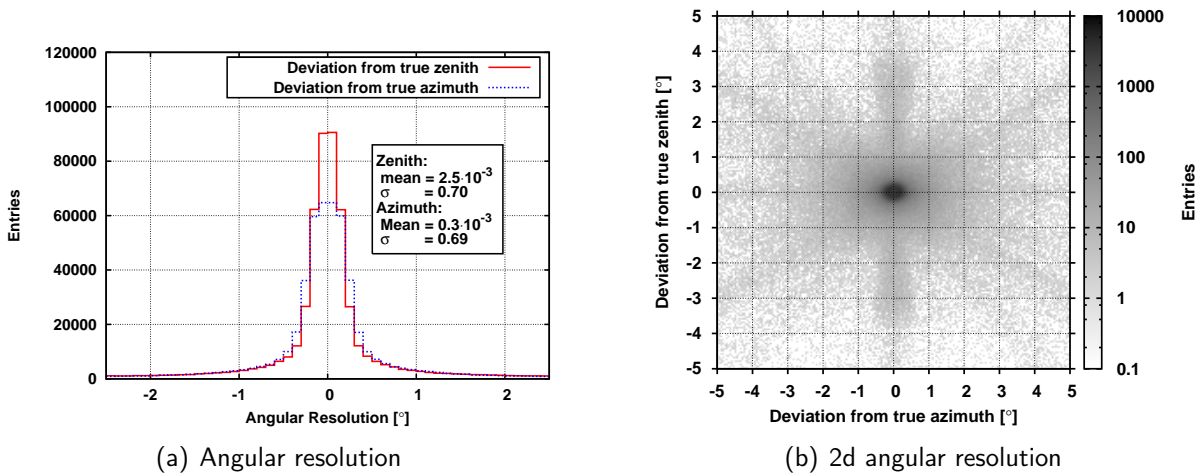 120000
100000
80000
60000
40000
20000
0
Entries
-2
-1
0
1
2
Angular Resolution [°]
Deviation from true zenith
Deviation from true azimuth
Zenith:
mean = 2.5·10-3
σ = 0.70
Azimuth:
Mean = 0.3·10-3
σ = 0.69
(a) Angular resolution
5
4
3
2
1
0
-1
-2
-3
-4
-5
Deviation from true zenith [°]
-5 -4 -3 -2 -1 0 1 2 3 4 5
Deviation from true azimuth [°]
10000
1000
100
10
1
0.1
Entries
(b) 2d angular resolution